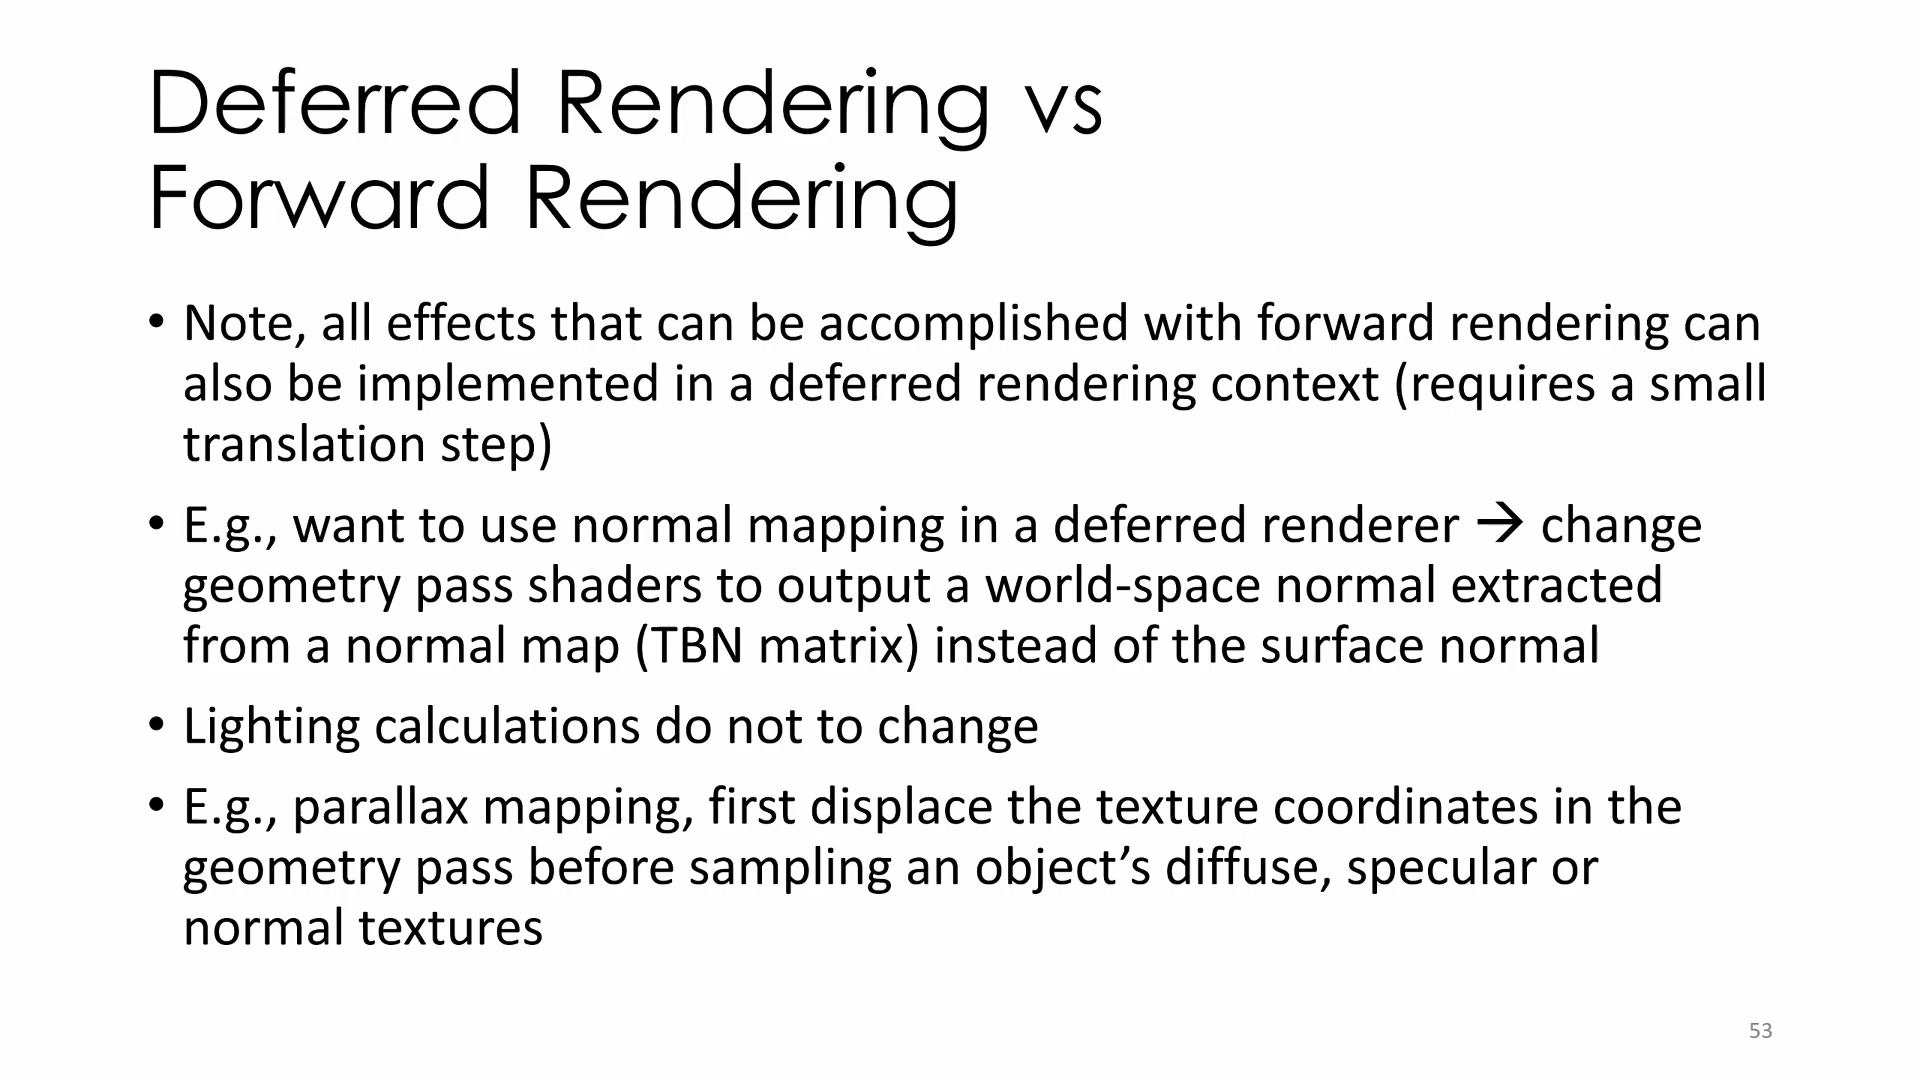 Deferred Rendering vs
Forward Rendering
• Note, all effects that can be accomplished with forward rendering can
also be implemented in a deferred rendering context (requires a small
translation step)
• E.g., want to use normal mapping in a deferred renderer → change
geometry pass shaders to output a world-space normal extracted
from a normal map (TBN matrix) instead of the surface normal
• Lighting calculations do not to change
• E.g., parallax mapping, first displace the texture coordinates in the
geometry pass before sampling an object’s diffuse, specular or
normal textures
53